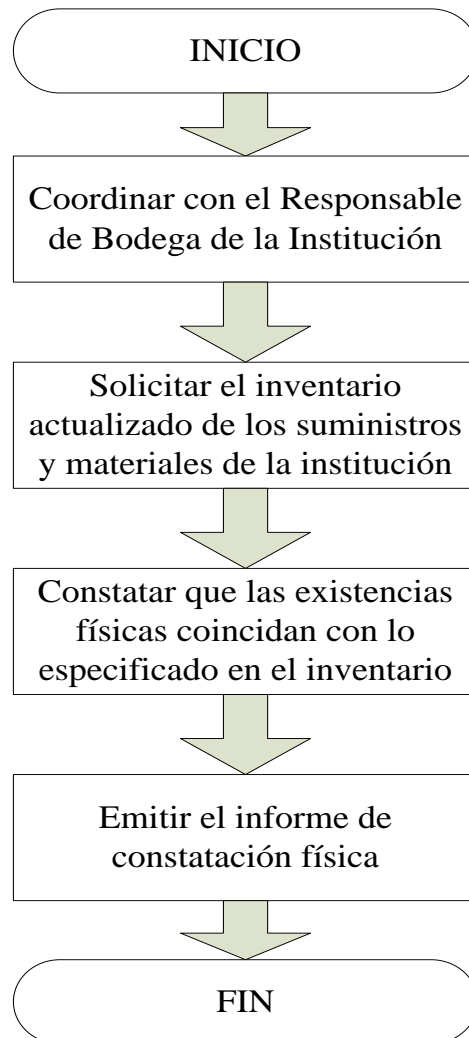 INICIO
Coordinar con el Responsable
de Bodega de la Institución
Solicitar el inventario
actualizado de los suministros
y materiales de la institución
Constatar que las existencias
físicas coincidan con lo
especificado en el inventario
Emitir el informe de
constatación física
FIN